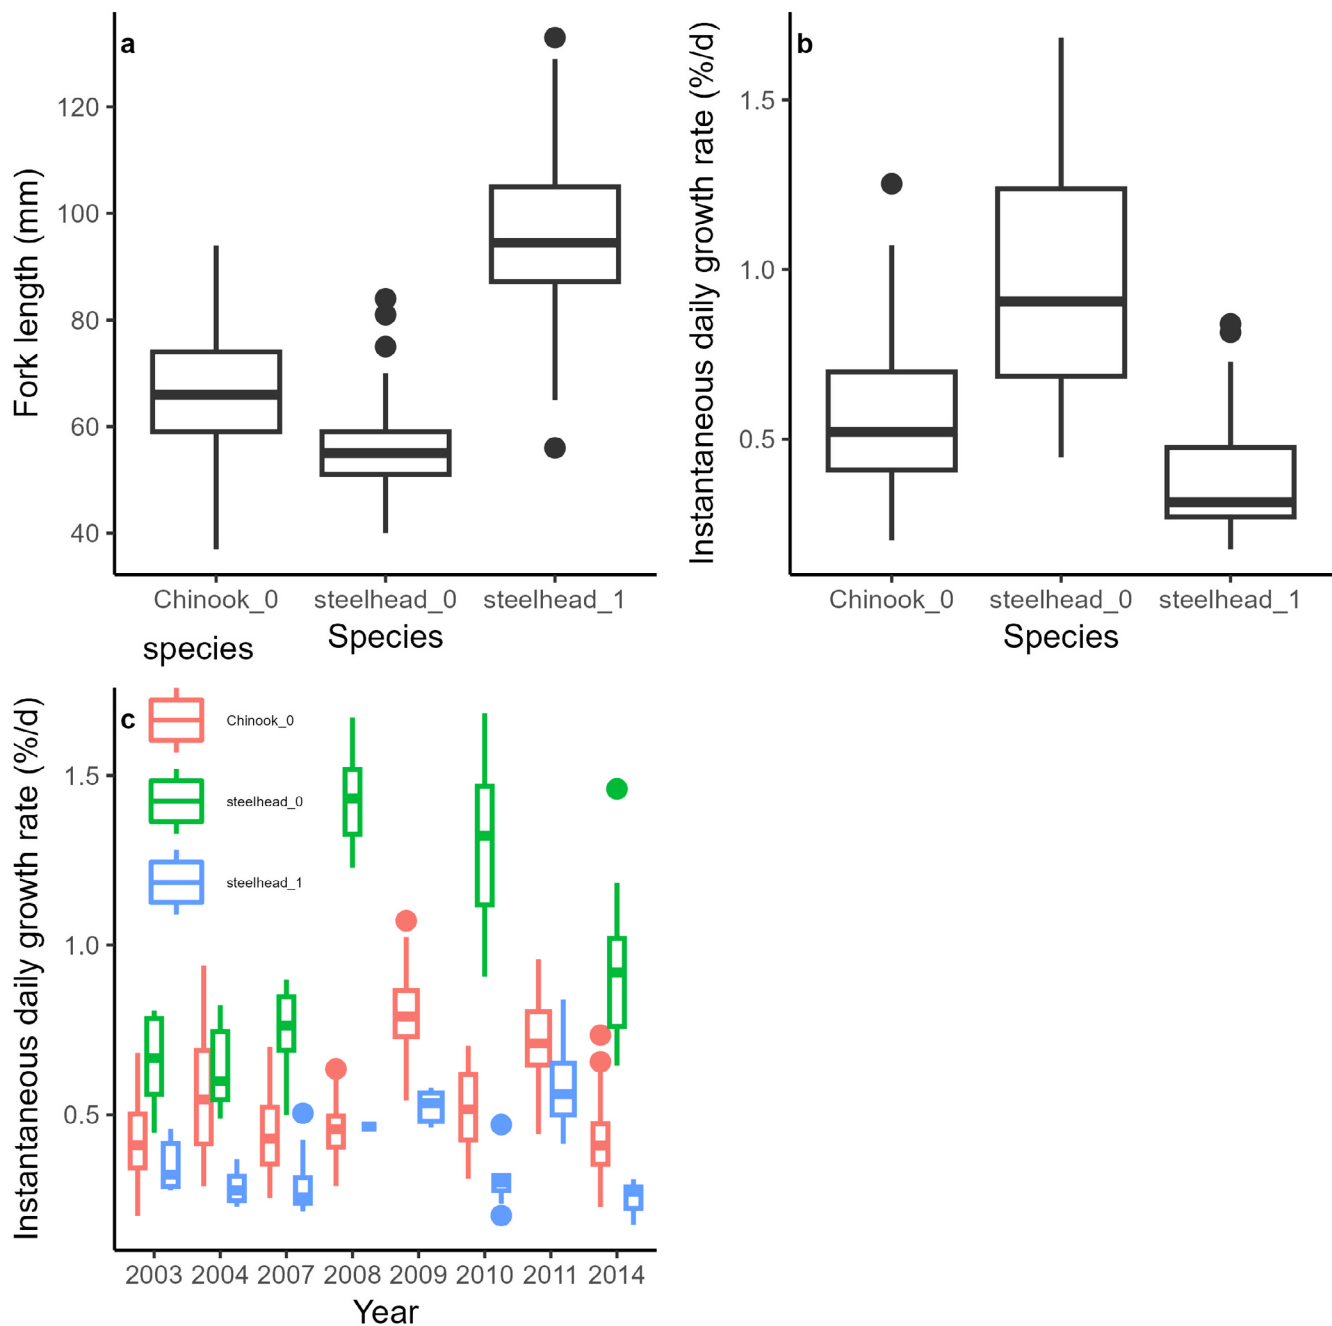 a
Fork length (mm)
120
100
80
60
40
Chinook_0 steelhead_0 steelhead_1
Species
b
Instantaneous daily growth rate (%/d)
1.5
1.0
0.5
Chinook_0 steelhead_0 steelhead_1
Species
species
c
Chinook_0
steelhead_0
steelhead_1
Instantaneous daily growth rate (%/d)
1.5
1.0
0.5
2003 2004 2007 2008 2009 2010 2011 2014
Year